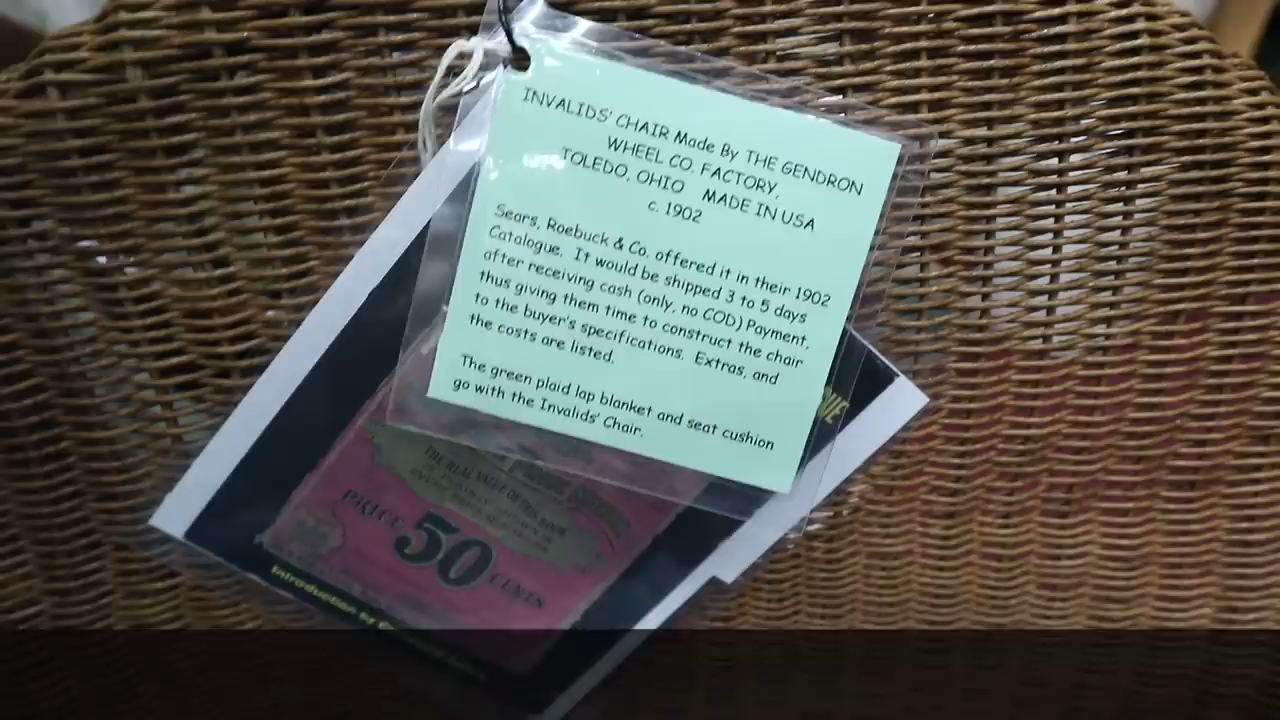 INVALIDS' CHAIR Made By THE GENDRON
WHEEL CO. FACTORY,
TOLEDO, OHIO MADE IN USA
c. 1902
Sears, Roebuck & Co. offered it in their 1902
Catalogue. It would be shipped 3 to 5 days
after receiving cash (only, no COD) Payment,
thus giving them time to construct the chair
to the buyer's specifications. Extras, and
the costs are listed.
The green plaid lap blanket and seat cushion
go with the Invalids' Chair.
THE REAL VALUE OF THIS BOOK
PRICE 50 CENTS
Introduction by